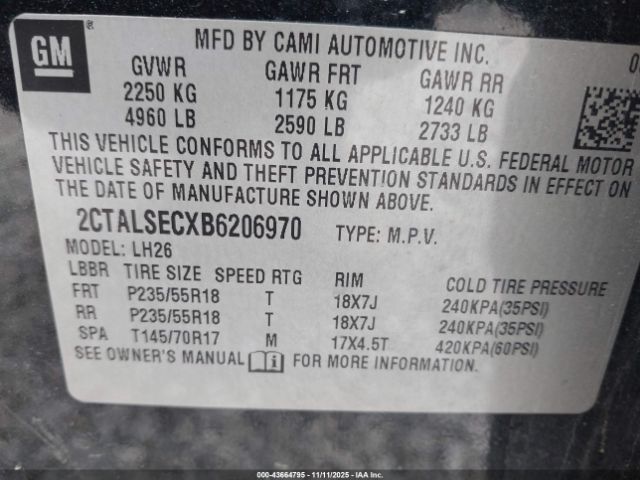 GM
MFD BY CAMI AUTOMOTIVE INC. 0
GVWR GAWR FRT GAWR RR
2250 KG 1175 KG 1240 KG
4960 LB 2590 LB 2733 LB
THIS VEHICLE CONFORMS TO ALL APPLICABLE U.S. FEDERAL MOTOR
VEHICLE SAFETY AND THEFT PREVENTION STANDARDS IN EFFECT ON
THE DATE OF MANUFACTURE SHOWN ABOVE.
2CTALSECXB6206970 TYPE: M.P.V.
MODEL: LH26
LBBR TIRE SIZE SPEED RTG RIM COLD TIRE PRESSURE
FRT P235/55R18 T 18X7J 240KPA(35PSI)
RR P235/55R18 T 18X7J 240KPA(35PSI)
SPA T145/70R17 M 17X4.5T 420KPA(60PSI)
SEE OWNER'S MANUAL FOR MORE INFORMATION.
000-43664795 - 11/11/2025 - IAA Inc.